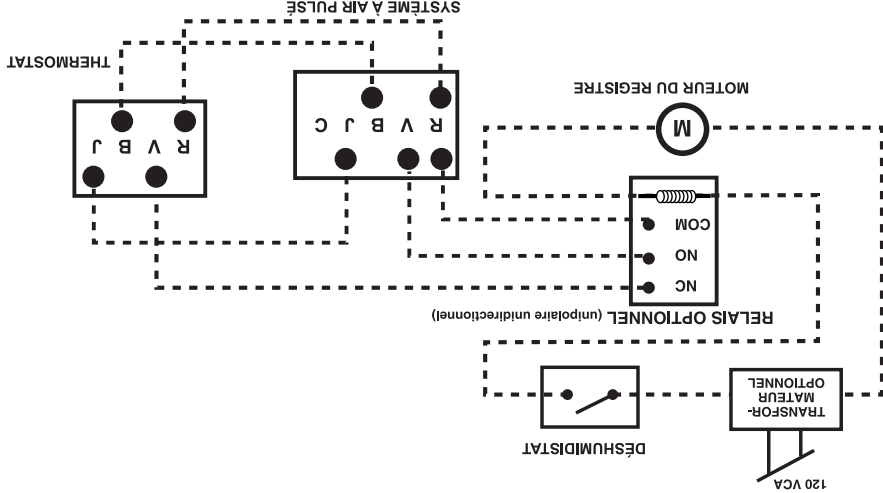 120 VCA
TRANSFOR-
MATEUR
OPTIONNEL
DÉSHUMIDISTAT
RELAIS OPTIONNEL (unipolaire unidirectionnel)
NC
NO
COM
M
MOTEUR DU REGISTRE
R V B J C
SYSTÈME À AIR PULSÉ
R V B J
THERMOSTAT